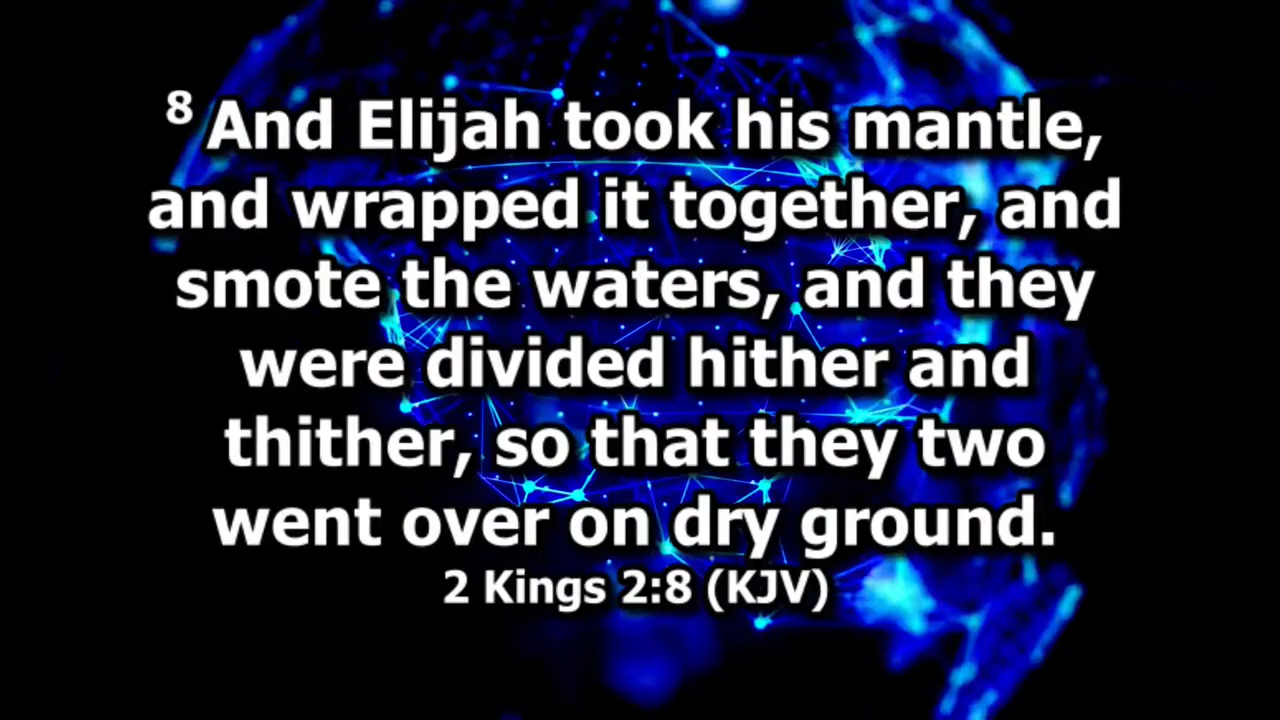 8 And Elijah took his mantle,
and wrapped it together, and
smote the waters, and they
were divided hither and
thither, so that they two
went over on dry ground.
2 Kings 2:8 (KJV)